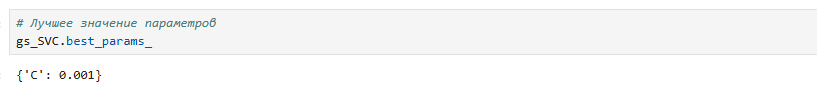 # Лучшее значение параметров
gs_SVC.best_params_
{'C': 0.001}